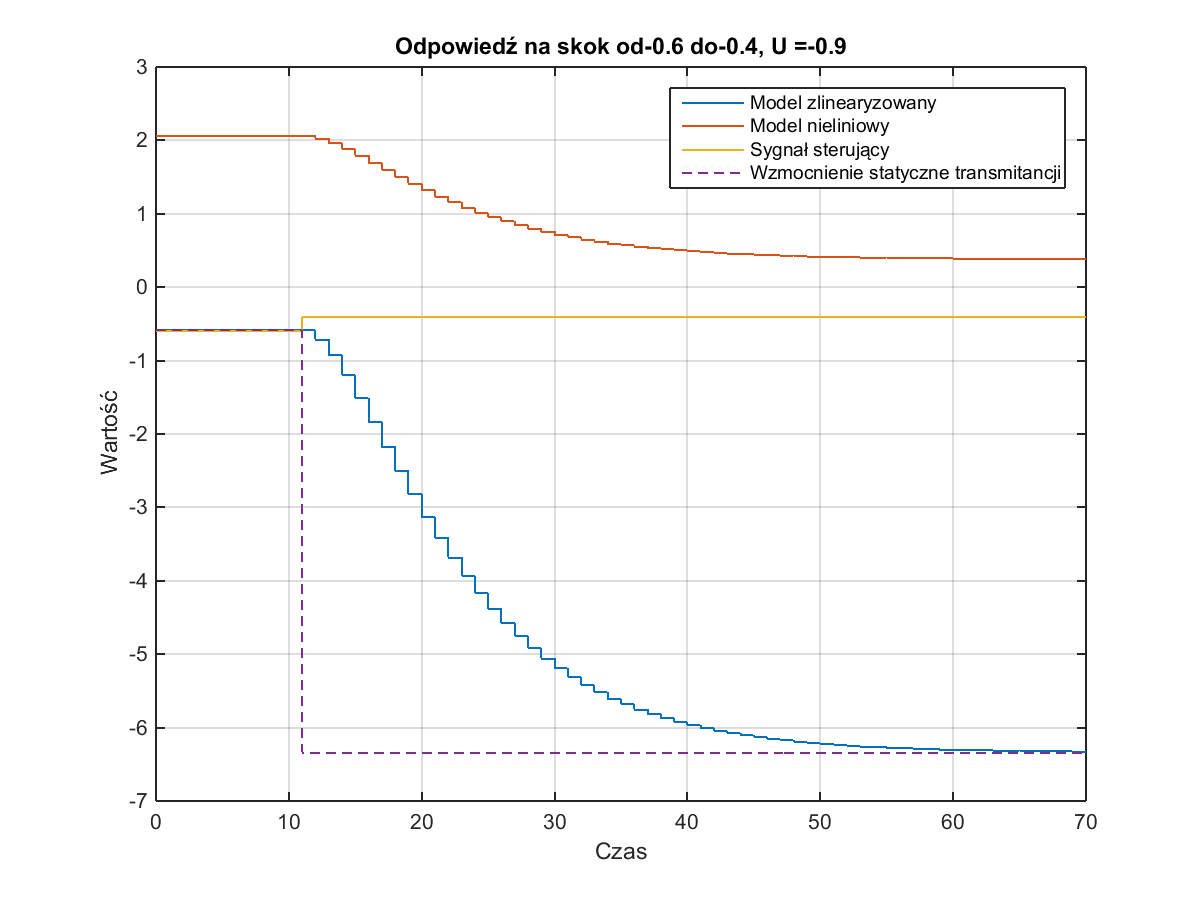 Odpowiedź na skok od-0.6 do-0.4, U =-0.9
3
2
1
0
-1
-2
-3
-4
-5
-6
-7
Wartość
Model zlinearyzowany
Model nieliniowy
Sygnał sterujący
Wzmocnienie statyczne transmitancji
0 10 20 30 40 50 60 70
Czas